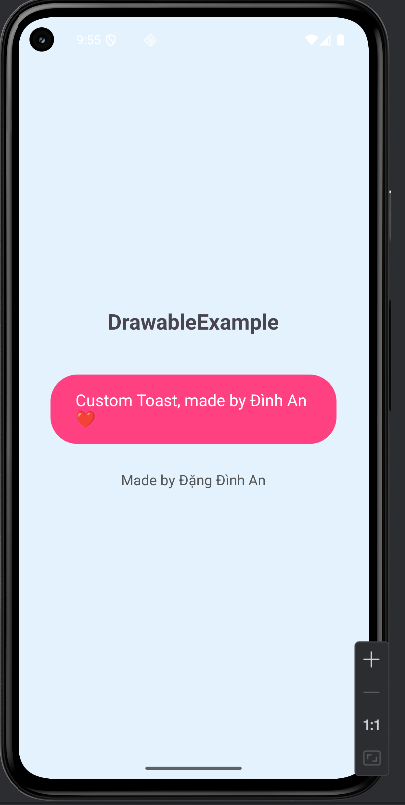 9:55
DrawableExample
Custom Toast, made by Đình An
❤️
Made by Đặng Đình An
1:1